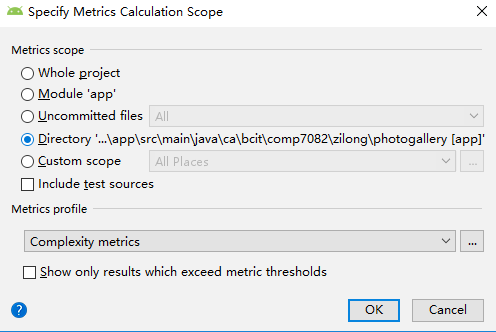 Specify Metrics Calculation Scope
Metrics scope
Whole project
Module 'app'
Uncommitted files All
Directory '...\app\src\main\java\ca\bcit\comp7082\zilong\photogallery [app]'
Custom scope All Places ...
Include test sources
Metrics profile
Complexity metrics ...
Show only results which exceed metric thresholds
? OK Cancel